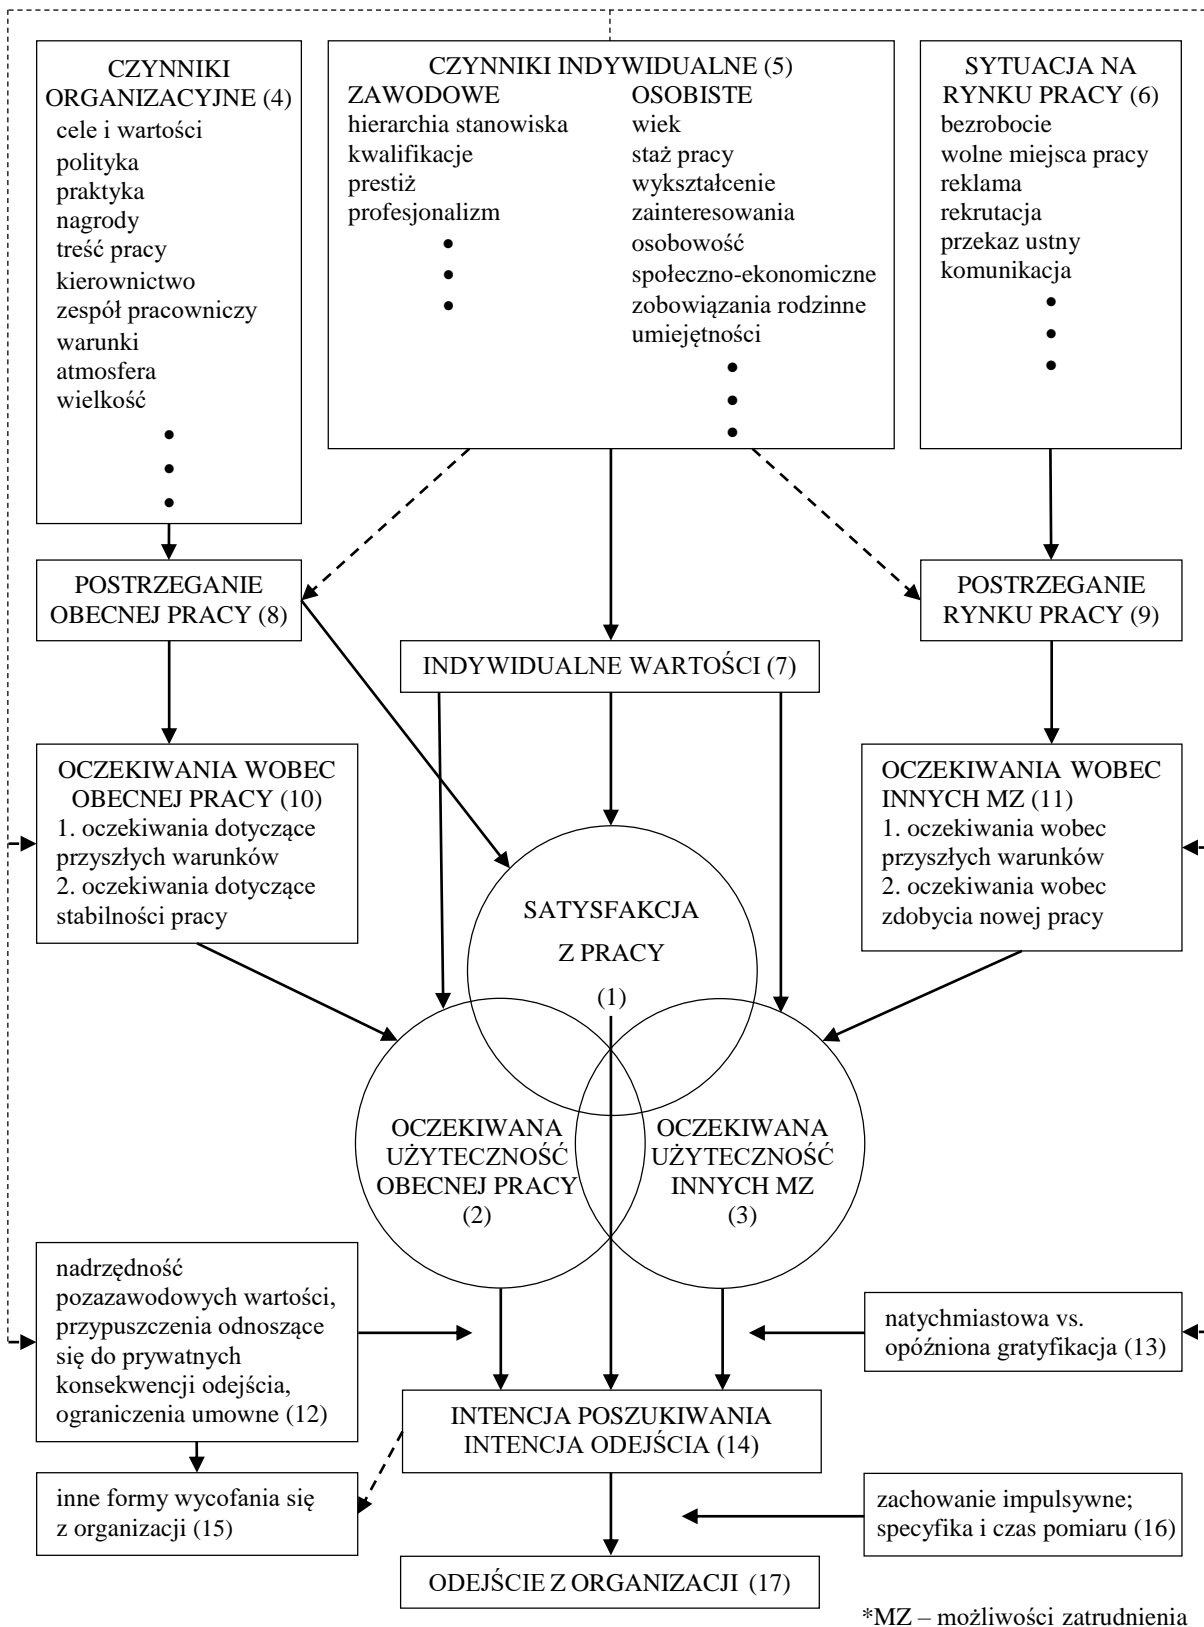 CZYNNIKI
ORGANIZACYJNE (4)
cele i wartości
polityka
praktyka
nagrody
treść pracy
kierownictwo
zespół pracowniczy
warunki
atmosfera
wielkość
CZYNNIKI INDYWIDUALNE (5)
ZAWODOWE
hierarchia stanowiska
kwalifikacje
prestiż
profesjonalizm
OSOBISTE
wiek
staż pracy
wykształcenie
zainteresowania
osobowość
społeczno-ekonomiczne
zobowiązania rodzinne
umiejętności
SYTUACJA NA
RYNKU PRACY (6)
bezrobocie
wolne miejsca pracy
reklama
rekrutacja
przekaz ustny
komunikacja
POSTRZEGANIE
OBECNEJ PRACY (8)
POSTRZEGANIE
RYNKU PRACY (9)
INDYWIDUALNE WARTOŚCI (7)
OCZEKIWANIA WOBEC
OBECNEJ PRACY (10)
1. oczekiwania dotyczące
przyszłych warunków
2. oczekiwania dotyczące
stabilności pracy
OCZEKIWANIA WOBEC
INNYCH MZ (11)
1. oczekiwania wobec
przyszłych warunków
2. oczekiwania wobec
zdobycia nowej pracy
SATYSFAKCJA
Z PRACY
(1)
OCZEKIWANA
UŻYTECZNOŚĆ
OBECNEJ PRACY
(2)
OCZEKIWANA
UŻYTECZNOŚĆ
INNYCH MZ
(3)
nadrzędność
pozazawodowych wartości,
przypuszczenia odnoszące
się do prywatnych
konsekwencji odejścia,
ograniczenia umowne (12)
natychmiastowa vs.
opóźniona gratyfikacja (13)
INTENCJA POSZUKIWANIA
INTENCJA ODEJŚCIA (14)
inne formy wycofania się
z organizacji (15)
zachowanie impulsywne;
specyfika i czas pomiaru (16)
ODEJŚCIE Z ORGANIZACJI (17)
*MZ – możliwości zatrudnienia